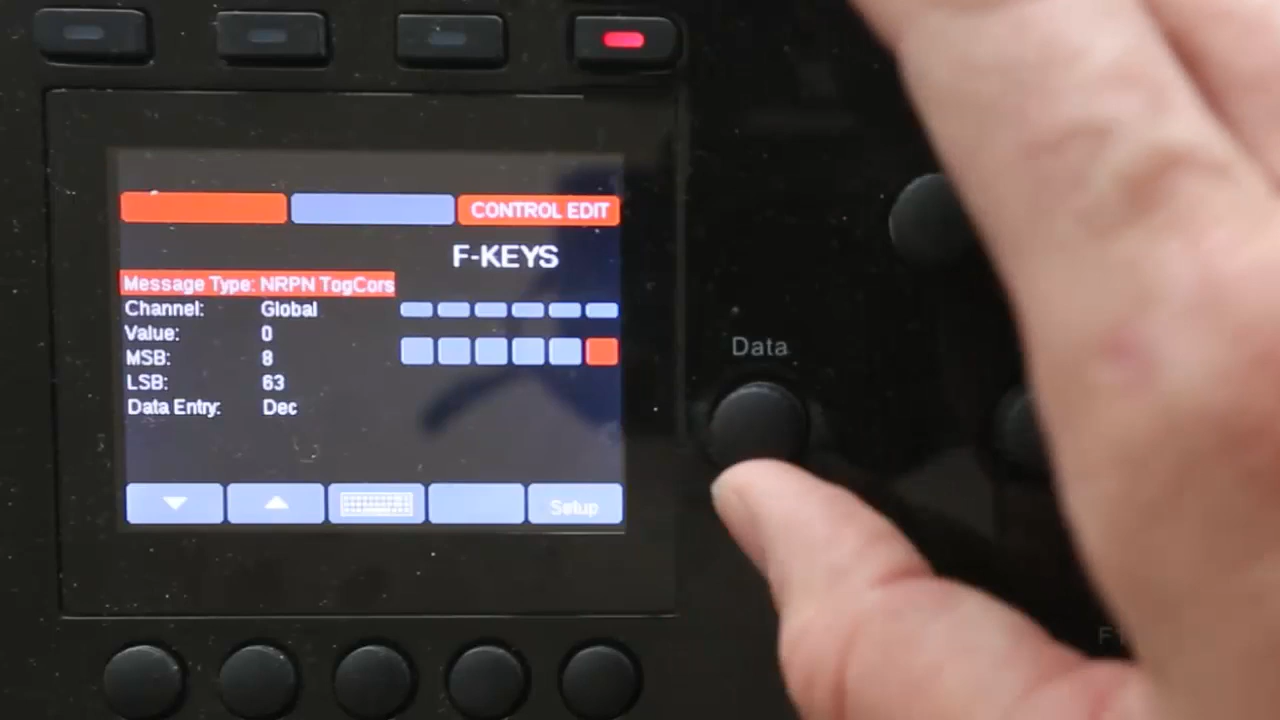 CONTROL EDIT
F-KEYS
Message Type: NRPN TogCors
Channel: Global
Value: 0
MSB: 8
LSB: 63
Data Entry: Dec
Setup
Data